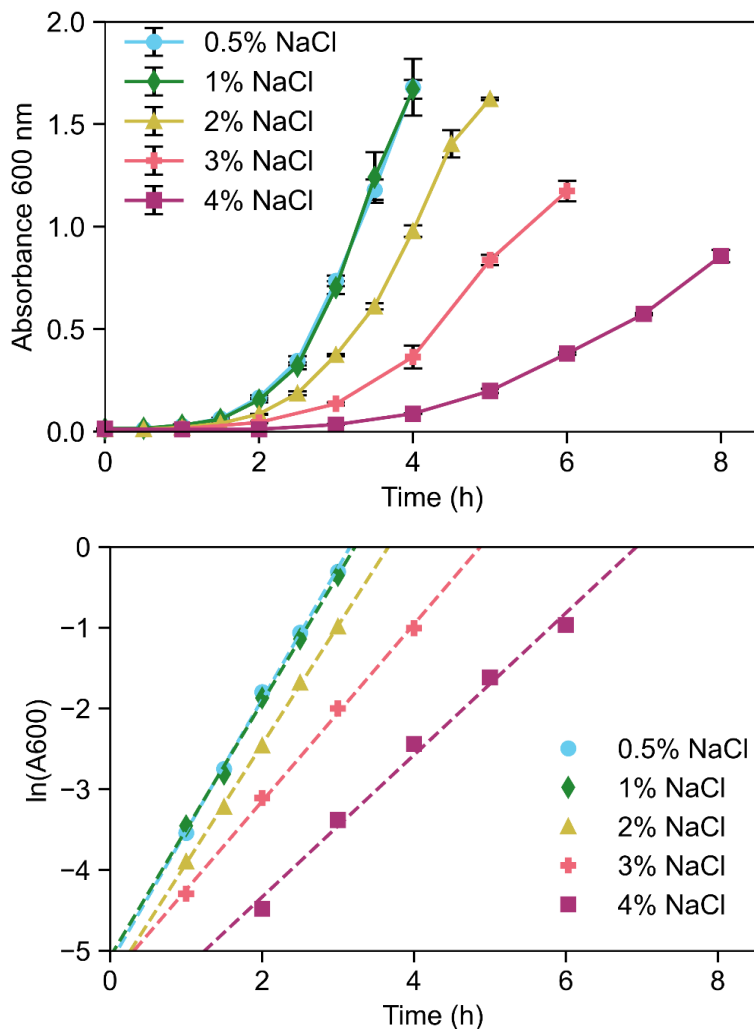 2.0
1.5
1.0
0.5
0.0
Absorbance 600 nm
0.5% NaCl
1% NaCl
2% NaCl
3% NaCl
4% NaCl
0 2 4 6 8
Time (h)
0
−1
−2
−3
−4
−5
ln(A600)
0.5% NaCl
1% NaCl
2% NaCl
3% NaCl
4% NaCl
0 2 4 6 8
Time (h)